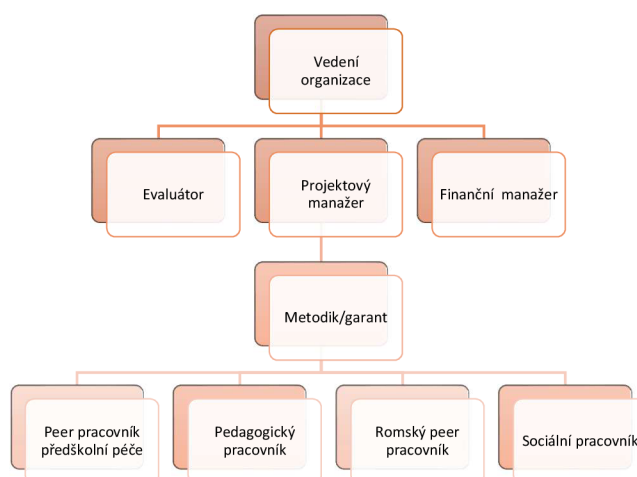 Vedení
organizace
Evaluátor
Projektový
manažer
Finanční  manažer
Metodik/garant
Peer pracovník
předškolní péče
Pedagogický
pracovník
Romský peer
pracovník
Sociální pracovník